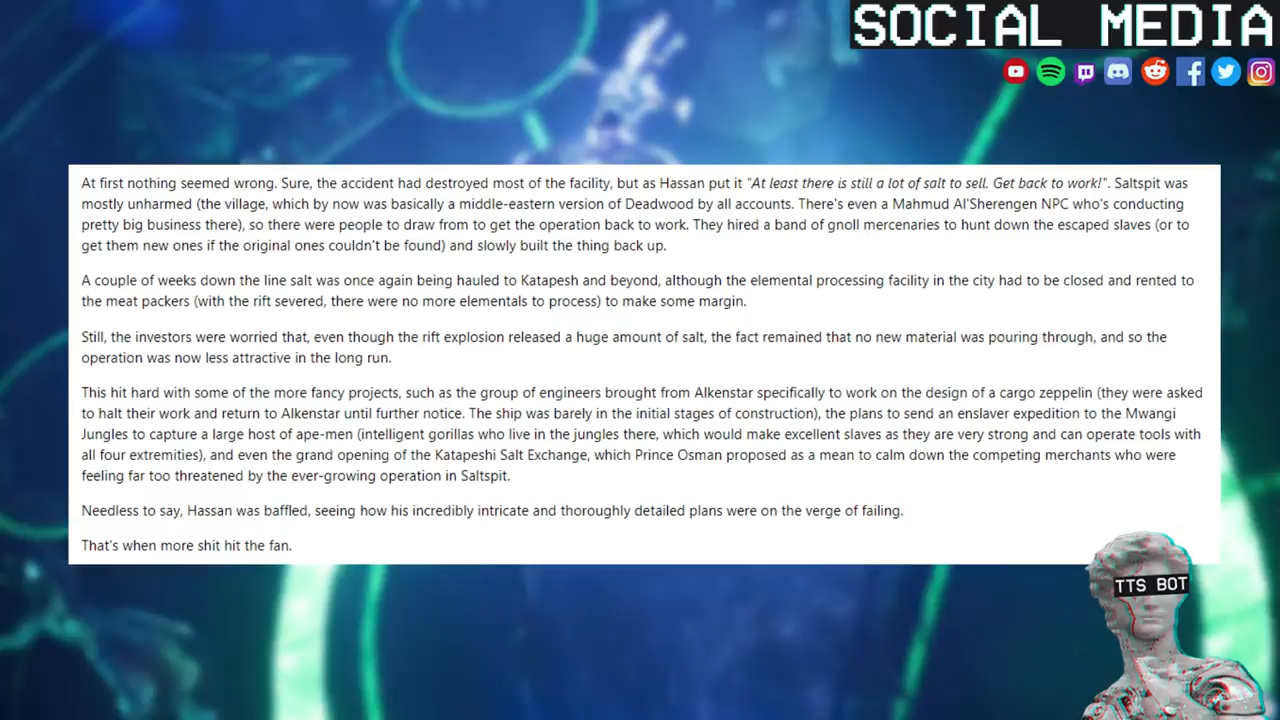 SOCIAL MEDIA
At first nothing seemed wrong. Sure, the accident had destroyed most of the facility, but as Hassan put it "At least there is still a lot of salt to sell. Get back to work!". Saltspit was
mostly unharmed (the village, which by now was basically a middle-eastern version of Deadwood by all accounts. There's even a Mahmud Al'Sherengen NPC who's conducting
pretty big business there), so there were people to draw from to get the operation back to work. They hired a band of gnoll mercenaries to hunt down the escaped slaves (or to
get them new ones if the original ones couldn't be found) and slowly built the thing back up.
A couple of weeks down the line salt was once again being hauled to Katapesh and beyond, although the elemental processing facility in the city had to be closed and rented to
the meat packers (with the rift severed, there were no more elementals to process) to make some margin.
Still, the investors were worried that, even though the rift explosion released a huge amount of salt, the fact remained that no new material was pouring through, and so the
operation was now less attractive in the long run.
This hit hard with some of the more fancy projects, such as the group of engineers brought from Alkenstar specifically to work on the design of a cargo zeppelin (they were asked
to halt their work and return to Alkenstar until further notice. The ship was barely in the initial stages of construction), the plans to send an enslaver expedition to the Mwangi
Jungles to capture a large host of ape-men (intelligent gorillas who live in the jungles there, which would make excellent slaves as they are very strong and can operate tools with
all four extremities), and even the grand opening of the Katapeshi Salt Exchange, which Prince Osman proposed as a mean to calm down the competing merchants who were
feeling far too threatened by the ever-growing operation in Saltspit.
Needless to say, Hassan was baffled, seeing how his incredibly intricate and thoroughly detailed plans were on the verge of failing.
That's when more shit hit the fan.
TTS BOT